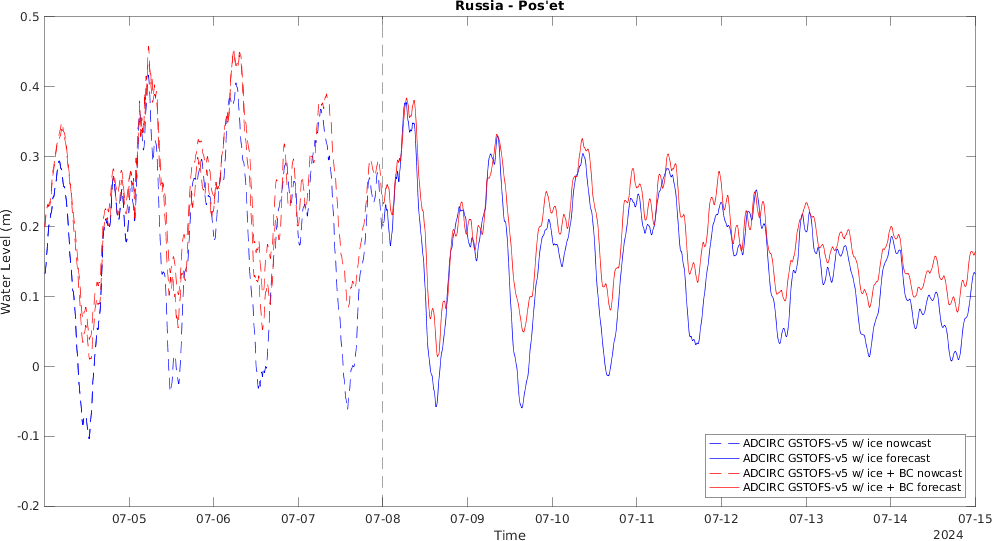 Russia - Pos'et
Water Level (m)
0.5
0.4
0.3
0.2
0.1
0
-0.1
-0.2
07-05 07-06 07-07 07-08 07-09 07-10 07-11 07-12 07-13 07-14 07-15
Time
2024
ADCIRC GSTOFS-v5 w/ ice nowcast
ADCIRC GSTOFS-v5 w/ ice forecast
ADCIRC GSTOFS-v5 w/ ice + BC nowcast
ADCIRC GSTOFS-v5 w/ ice + BC forecast